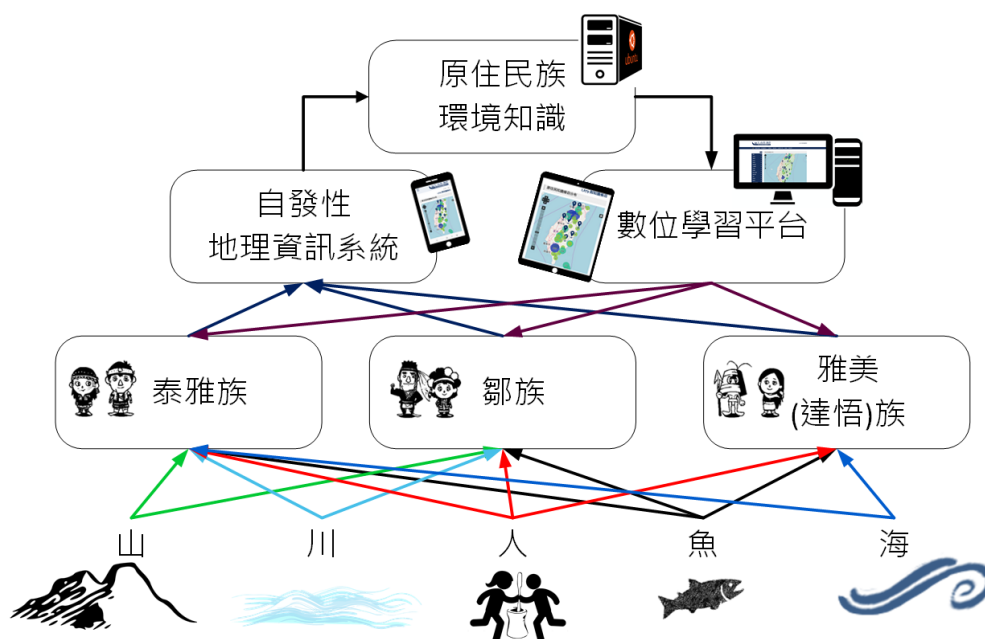 原住民族
環境知識
ubuntu
自發性
地理資訊系統
數位學習平台
泰雅族
鄒族
雅美
(達悟)族
山
川
人
魚
海